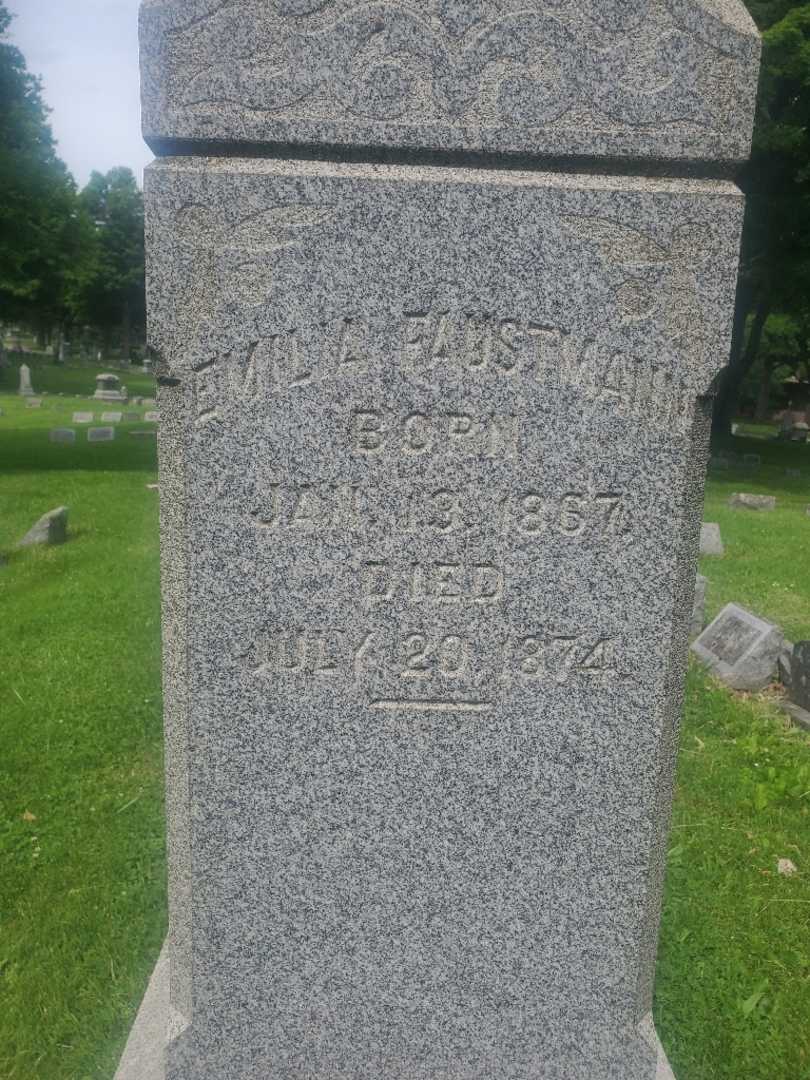 EMILIA FAUSTMANN
BORN
JAN. 13, 1867.
DIED
JULY 20, 1874.